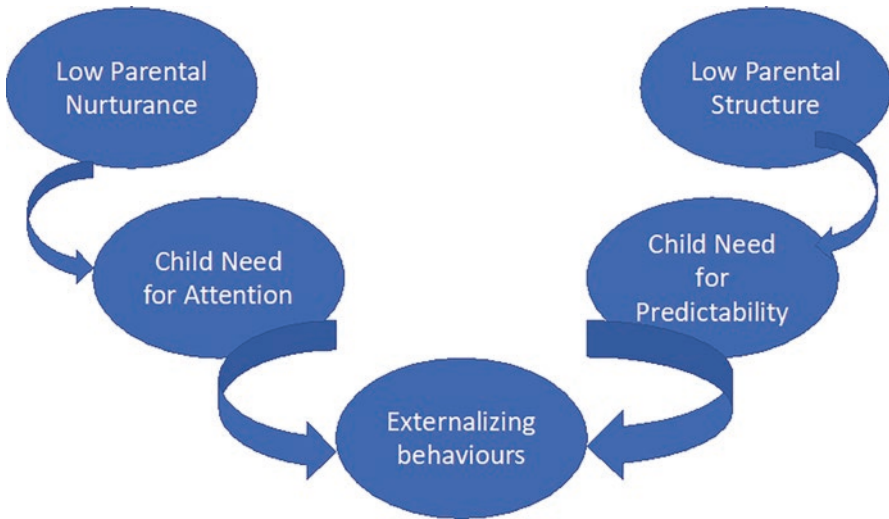 Low Parental
Nurturance
Low Parental
Structure
Child Need
for Attention
Child Need
for
Predictability
Externalizing
behaviours